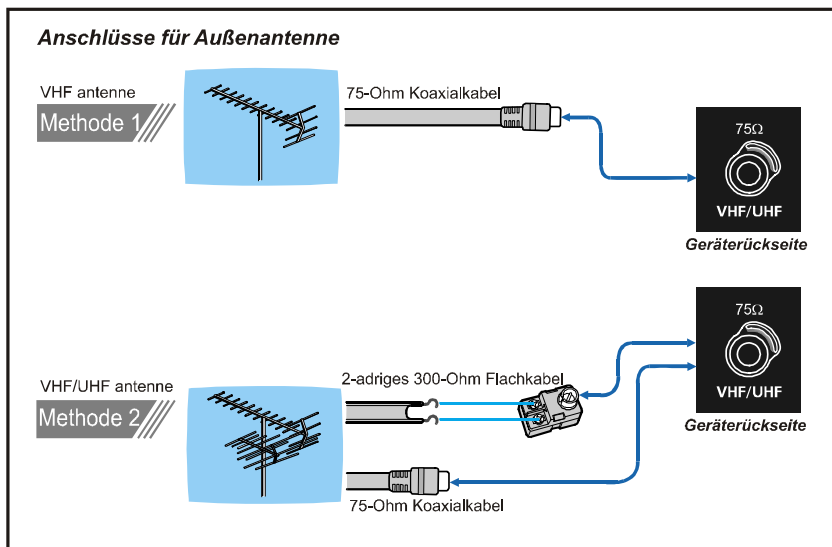 Anschlüsse für Außenantenne
VHF antenne
Methode 1
75-Ohm Koaxialkabel
75Ω
VHF/UHF
Geräterückseite
VHF/UHF antenne
Methode 2
2-adriges 300-Ohm Flachkabel
75-Ohm Koaxialkabel
75Ω
VHF/UHF
Geräterückseite